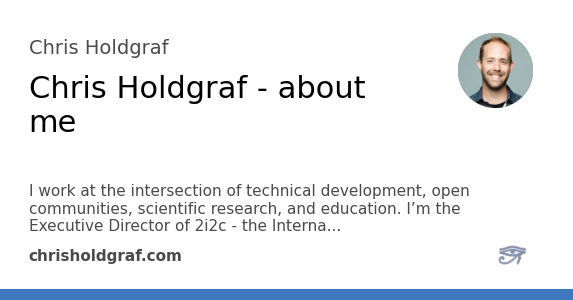 Chris Holdgraf
Chris Holdgraf - about
me
I work at the intersection of technical development, open
communities, scientific research, and education. I’m the
Executive Director of 2i2c - the Interna...
chrisholdgraf.com